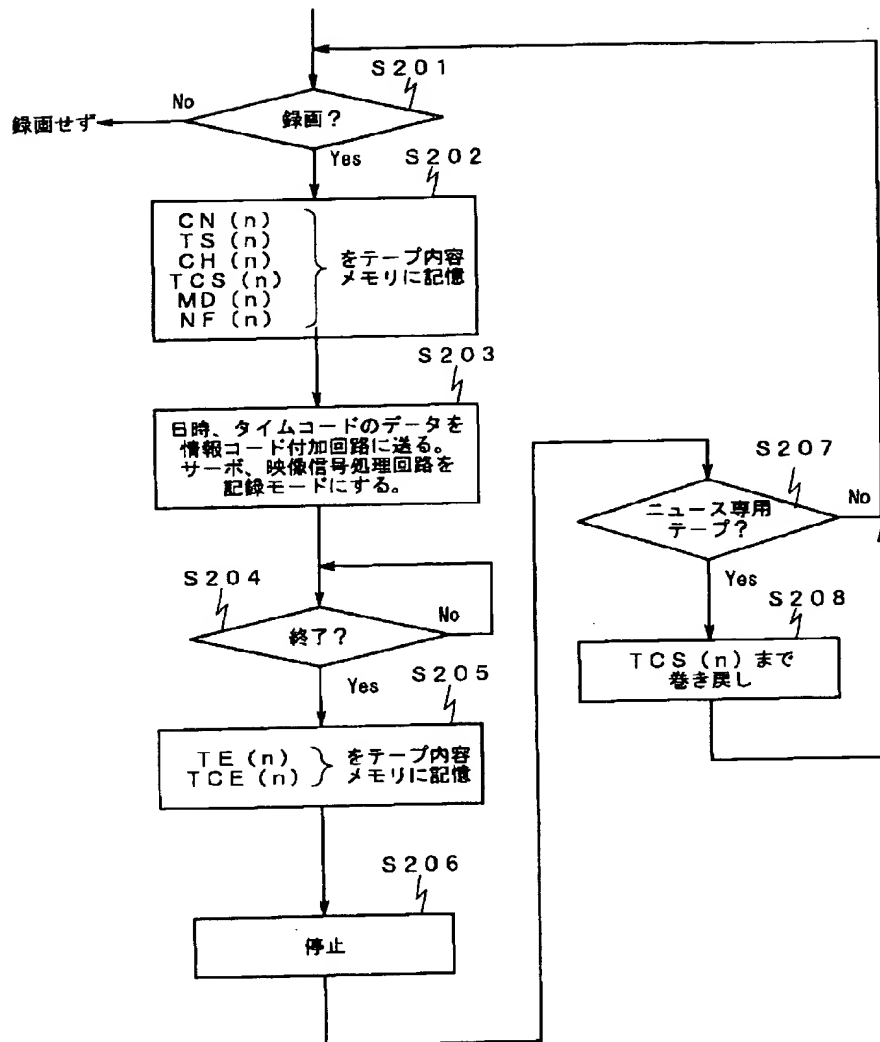 S201
No
録画せず
録画?
Yes
S202
CN(n)
TS(n)
CH(n)
TCS(n)
MD(n)
NF(n)
をテープ内容
メモリに記憶
S203
日時、タイムコードのデータを
情報コード付加回路に送る。
サーボ、映像信号処理回路を
記録モードにする。
S204
No
終了?
Yes
S205
TE(n)
TCE(n)
をテープ内容
メモリに記憶
S206
停止
S207
ニュース専用
テープ?
No
Yes
S208
TCS(n)まで
巻き戻し